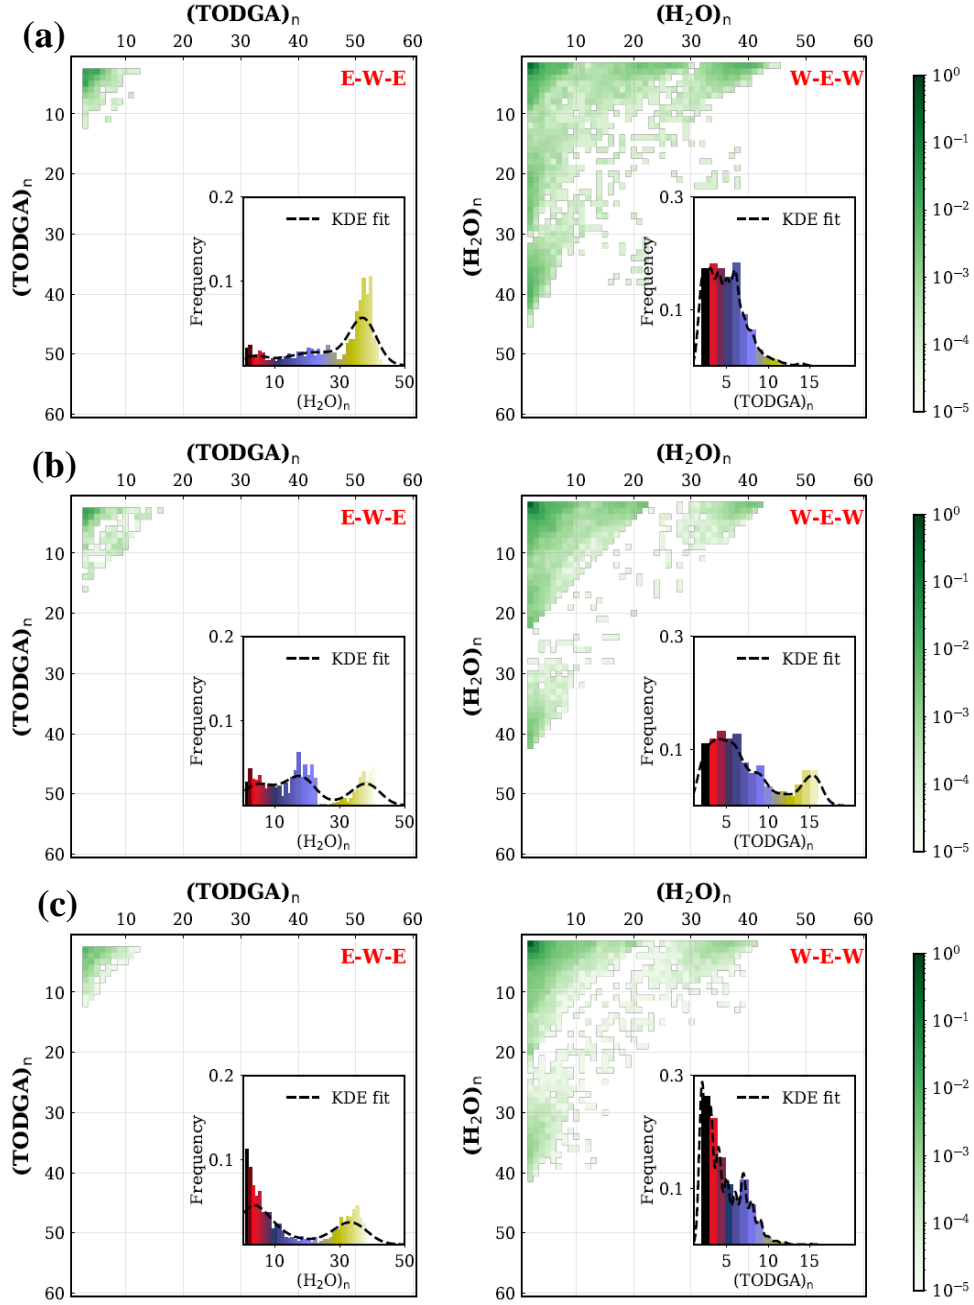 (a)
(TODGA)n
(H2O)n
10 20 30 40 50 60
10 20 30 40 50 60
E-W-E
W-E-W
(TODGA)n
10
20
30
40
50
60
0.2
0.1
Frequency
KDE fit
10 30 50
(H2O)n
(H2O)n
10
20
30
40
50
60
0.3
0.1
Frequency
KDE fit
5 10 15
(TODGA)n
10^0
10^-1
10^-2
10^-3
10^-4
10^-5
(b)
(TODGA)n
(H2O)n
10 20 30 40 50 60
10 20 30 40 50 60
E-W-E
W-E-W
(TODGA)n
10
20
30
40
50
60
0.2
0.1
Frequency
KDE fit
10 30 50
(H2O)n
(H2O)n
10
20
30
40
50
60
0.3
0.1
Frequency
KDE fit
5 10 15
(TODGA)n
10^0
10^-1
10^-2
10^-3
10^-4
10^-5
(c)
(TODGA)n
(H2O)n
10 20 30 40 50 60
10 20 30 40 50 60
E-W-E
W-E-W
(TODGA)n
10
20
30
40
50
60
0.2
0.1
Frequency
KDE fit
10 30 50
(H2O)n
(H2O)n
10
20
30
40
50
60
0.3
0.1
Frequency
KDE fit
5 10 15
(TODGA)n
10^0
10^-1
10^-2
10^-3
10^-4
10^-5